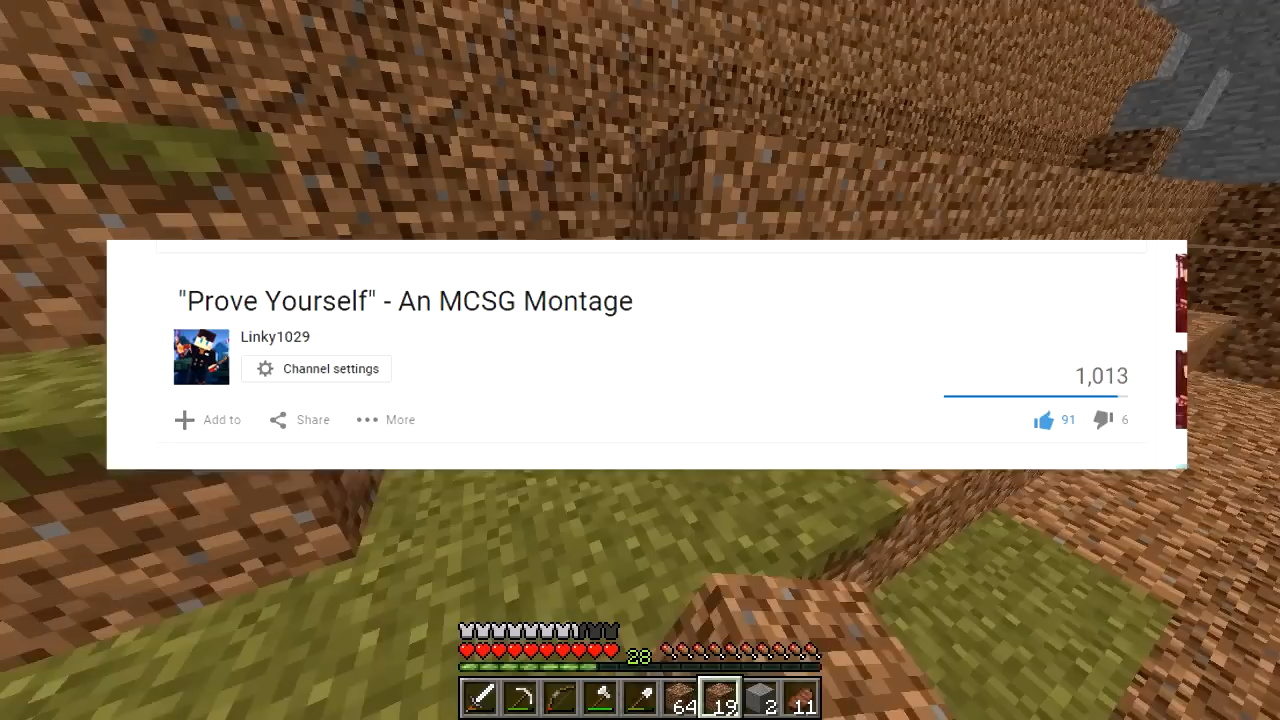 "Prove Yourself" - An MCSG Montage
Linky1029
Channel settings
1,013
Add to Share More 91 6
28
64 19 2 11